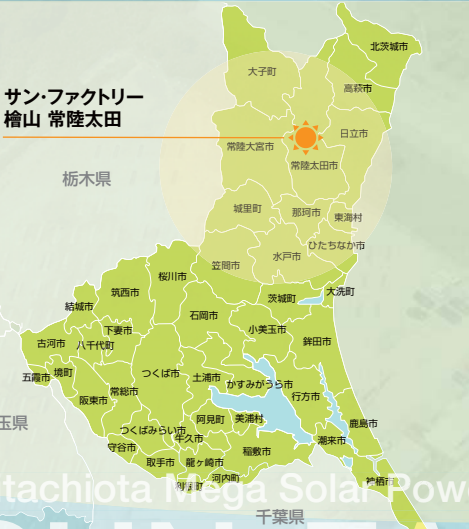 北茨城市
大子町
高萩市
サン・ファクトリー
檜山 常陸太田
日立市
常陸大宮市
常陸太田市
栃木県
城里町
那珂市
東海村
ひたちなか市
水戸市
笠間市
桜川市
大洗町
茨城町
筑西市
結城市
石岡市
小美玉市
下妻市
鉾田市
古河市
八千代町
つくば市
土浦市
五霞市
境町
かすみがうら市
常総市
行方市
阪東市
阿見町
美浦村
鹿島市
玉県
つくばみらい市
牛久市
潮来市
守谷市
稲敷市
取手市
龍ヶ崎市
河内町
利根町
神栖市
tachiota Mega Solar Powe
千葉県